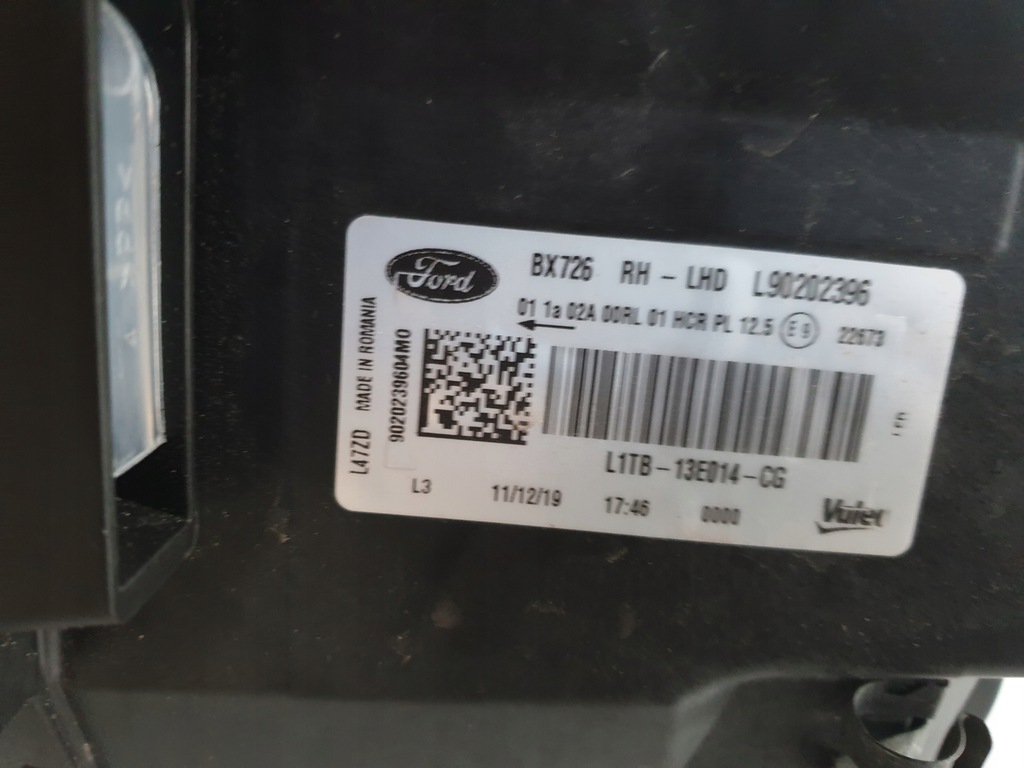 Ford
BX726 RH - LHD L90202396
01 1a 02A 00RL 01 HCR PL 12.5 E9 22673
L47ZD MADE IN ROMANIA
9020239604M0
L1TB-13E014-CG
L3 11/12/19 17:46 0000
Valeo